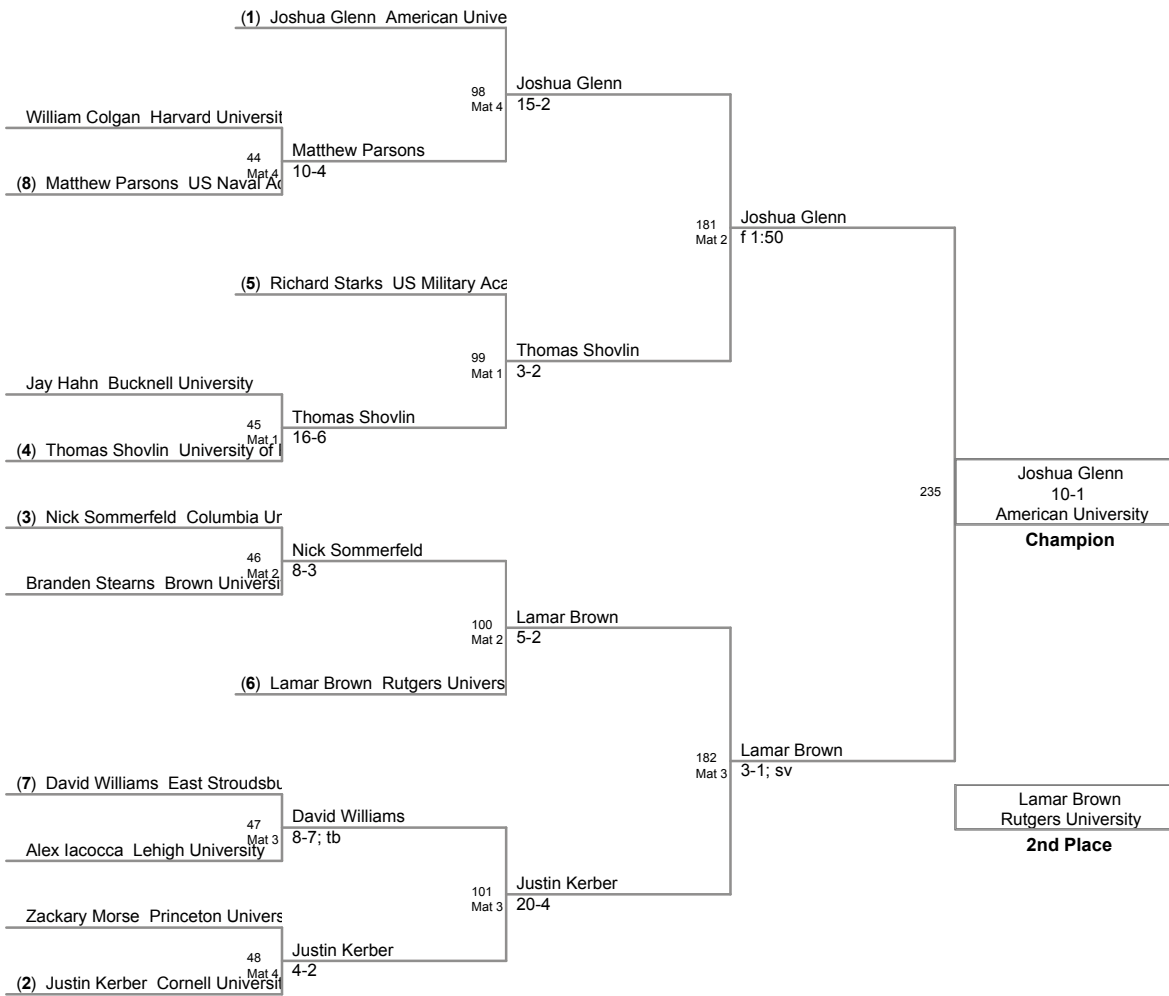 (1) Joshua Glenn American Unive
98
Mat 4
Joshua Glenn
15-2
William Colgan Harvard Universit
44
Mat 4
Matthew Parsons
10-4
(8) Matthew Parsons US Naval Ac
181
Mat 2
Joshua Glenn
f 1:50
(5) Richard Starks US Military Aca
99
Mat 1
Thomas Shovlin
3-2
Jay Hahn Bucknell University
45
Mat 1
Thomas Shovlin
16-6
(4) Thomas Shovlin University of
235
Joshua Glenn
10-1
American University
Champion
(3) Nick Sommerfeld Columbia Un
46
Mat 2
Nick Sommerfeld
8-3
Branden Stearns Brown Universi
100
Mat 2
Lamar Brown
5-2
(6) Lamar Brown Rutgers Univers
182
Mat 3
Lamar Brown
3-1; sv
(7) David Williams East Stroudsbu
47
Mat 3
David Williams
8-7; tb
Alex Iacocca Lehigh University
Lamar Brown
Rutgers University
2nd Place
101
Mat 3
Justin Kerber
20-4
Zackary Morse Princeton Univers
48
Mat 4
Justin Kerber
4-2
(2) Justin Kerber Cornell Universit